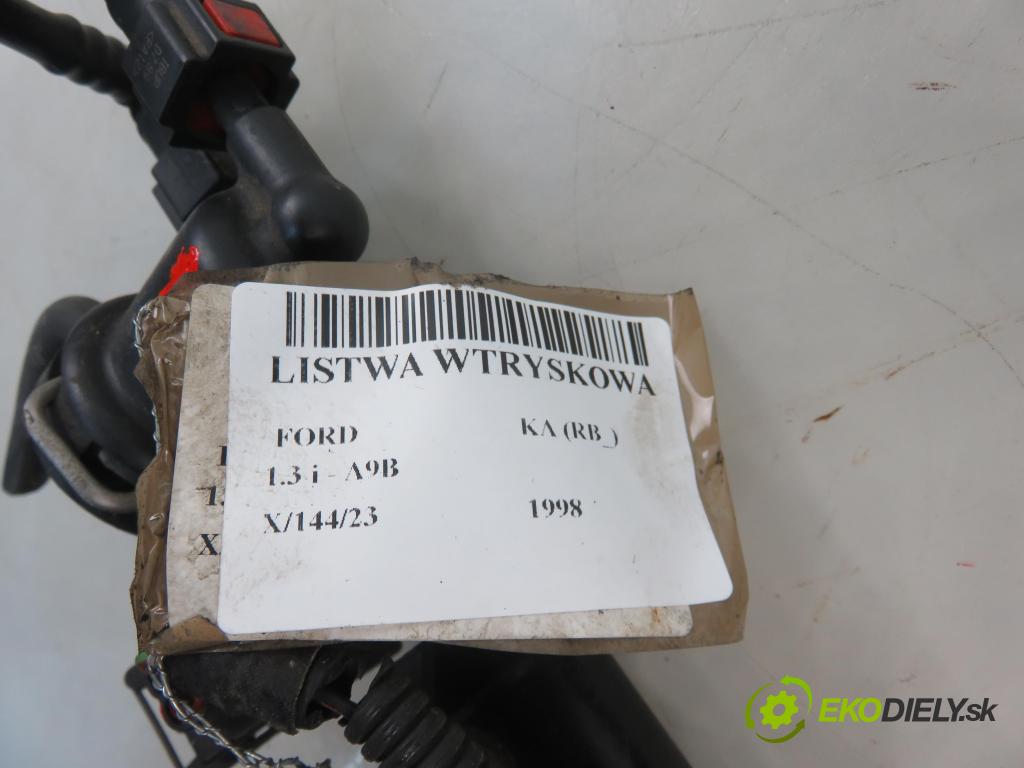 LISTWA WTRYSKOWA
FORD KA (RB_)
1.3 i - A9B
X/144/23 1998
EKODIELY.sk